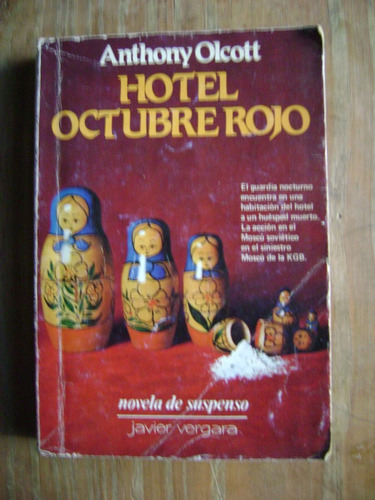 Anthony Olcott
HOTEL
OCTUBRE ROJO
El guardia nocturno
encuentra en una
habitación del hotel
a un huésped muerto.
La acción en el
Moscú soviético
en el siniestro
Moscú de la KGB.
novela de suspenso
javier vergara